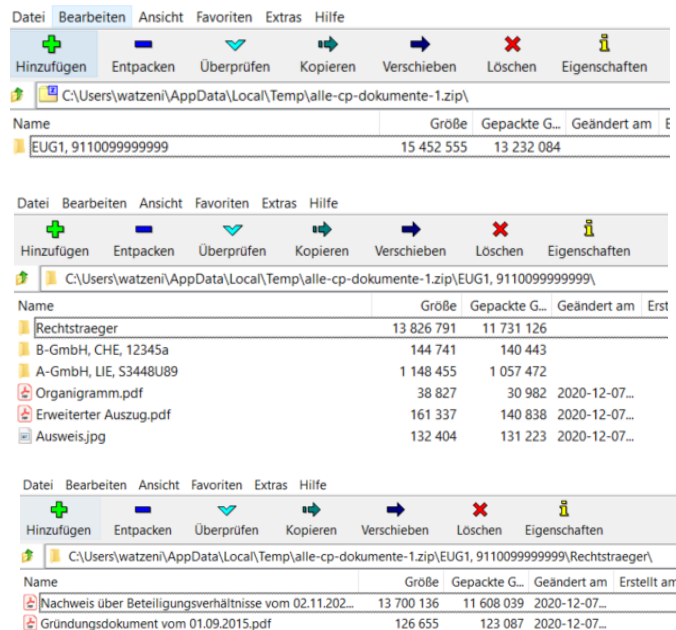 Datei Bearbeiten Ansicht Favoriten Extras Hilfe
Hinzufügen Entpacken Überprüfen Kopieren Verschieben Löschen Eigenschaften
C:\Users\watzeni\AppData\Local\Temp\alle-cp-dokumente-1.zip\
Name Größe Gepackte G... Geändert am E
EUG1, 9110099999999 15 452 555 13 232 084
Datei Bearbeiten Ansicht Favoriten Extras Hilfe
Hinzufügen Entpacken Überprüfen Kopieren Verschieben Löschen Eigenschaften
C:\Users\watzeni\AppData\Local\Temp\alle-cp-dokumente-1.zip\EUG1, 9110099999999\
Name Größe Gepackte G... Geändert am Erst
Rechtstraeger 13 826 791 11 731 126
B-GmbH, CHE, 12345a 144 741 140 443
A-GmbH, LIE, S3448U89 1 148 455 1 057 472
Organigramm.pdf 38 827 30 982 2020-12-07...
Erweiterter Auszug.pdf 161 337 140 838 2020-12-07...
Ausweis.jpg 132 404 131 223 2020-12-07...
Datei Bearbeiten Ansicht Favoriten Extras Hilfe
Hinzufügen Entpacken Überprüfen Kopieren Verschieben Löschen Eigenschaften
C:\Users\watzeni\AppData\Local\Temp\alle-cp-dokumente-1.zip\EUG1, 9110099999999\Rechtstraeger\
Name Größe Gepackte G... Geändert am Erstellt am
Nachweis über Beteiligungsverhältnisse vom 02.11.202... 13 700 136 11 608 039 2020-12-07...
Gründungsdokument vom 01.09.2015.pdf 126 655 123 087 2020-12-07...